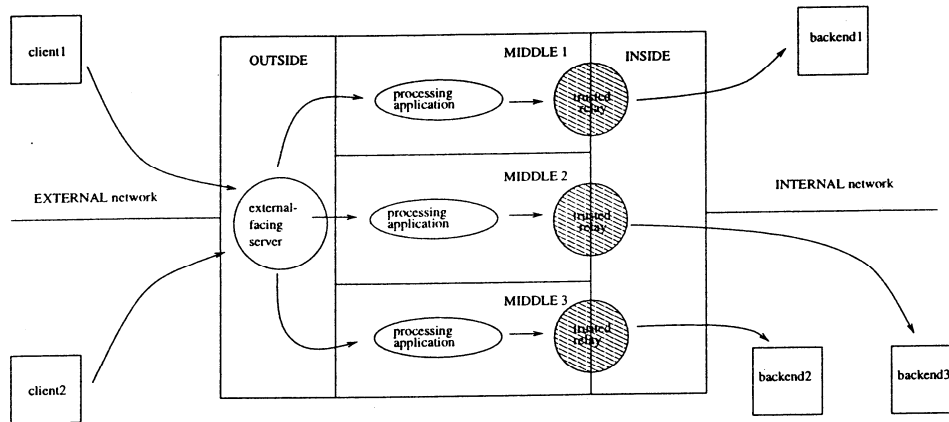 client1
OUTSIDE
MIDDLE 1
INSIDE
backend1
processing
application
trusted
relay
EXTERNAL network
MIDDLE 2
INTERNAL network
external-
facing
server
processing
application
trusted
relay
MIDDLE 3
processing
application
trusted
relay
client2
backend2
backend3